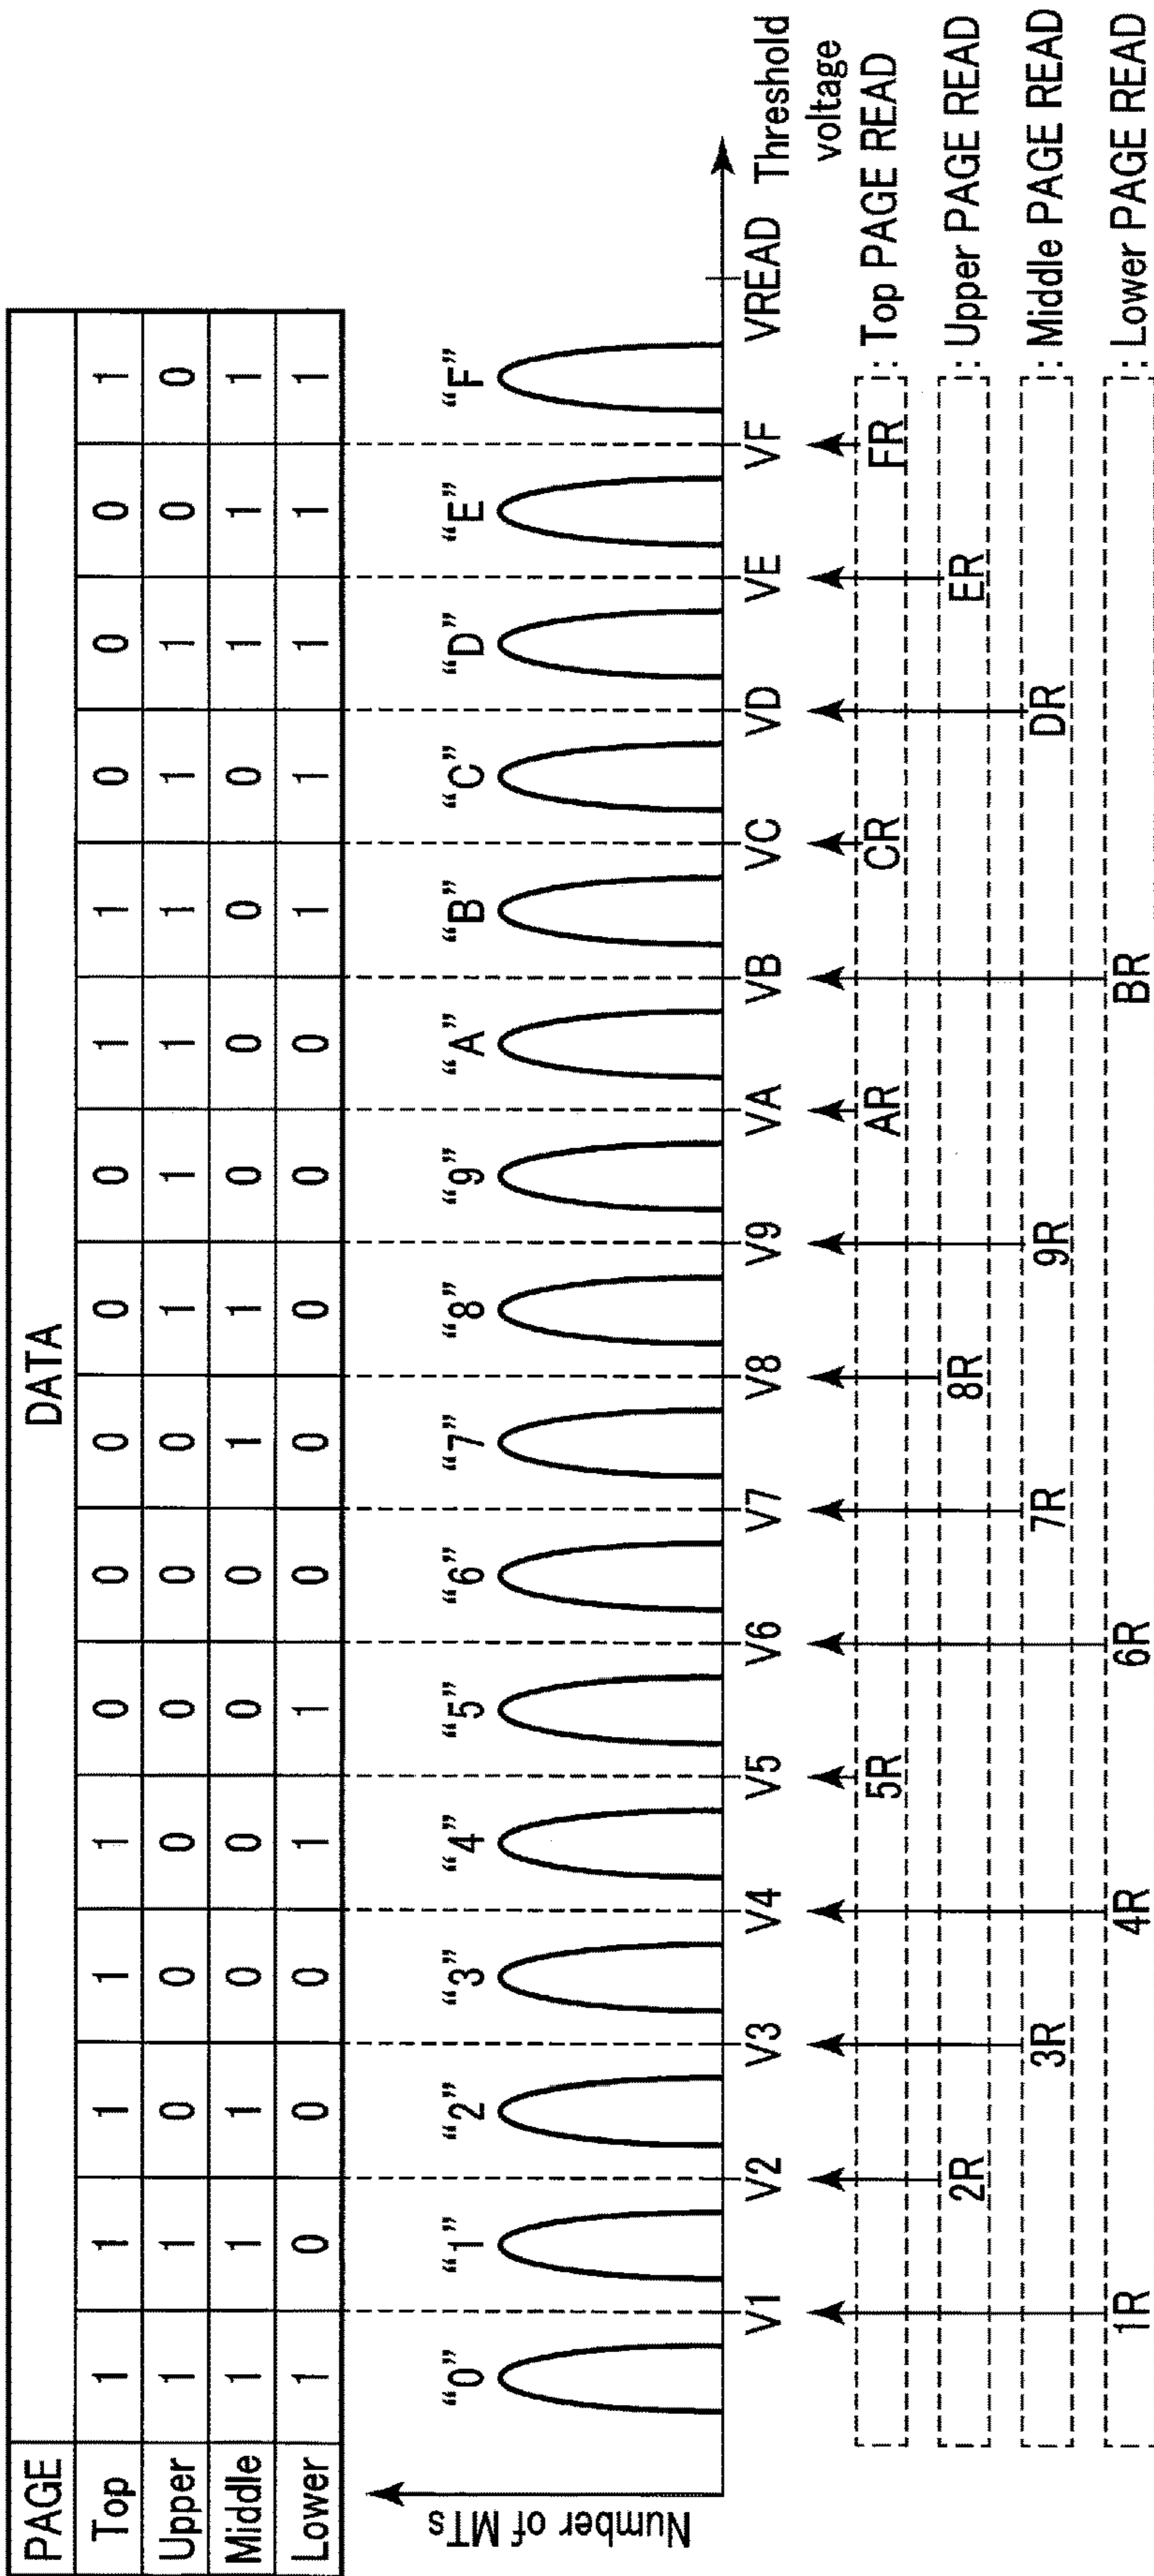 PAGE DATA
Top 1 1 1 1 1 0 0 0 0 0 1 1 0 0 0 1
Upper 1 1 0 0 0 0 0 0 1 1 1 1 1 1 0 0
Middle 1 1 1 0 0 0 0 1 1 0 0 0 0 1 1 1
Lower 1 0 0 0 1 1 0 0 0 0 0 1 1 1 1 1
Number of MTs
“0” “1” “2” “3” “4” “5” “6” “7” “8” “9” “A” “B” “C” “D” “E” “F”
V1 V2 V3 V4 V5 V6 V7 V8 V9 VA VB VC VD VE VF VREAD Threshold
voltage
5R AR CR FR : Top PAGE READ
2R 8R ER : Upper PAGE READ
3R 7R 9R DR : Middle PAGE READ
1R 4R 6R BR : Lower PAGE READ